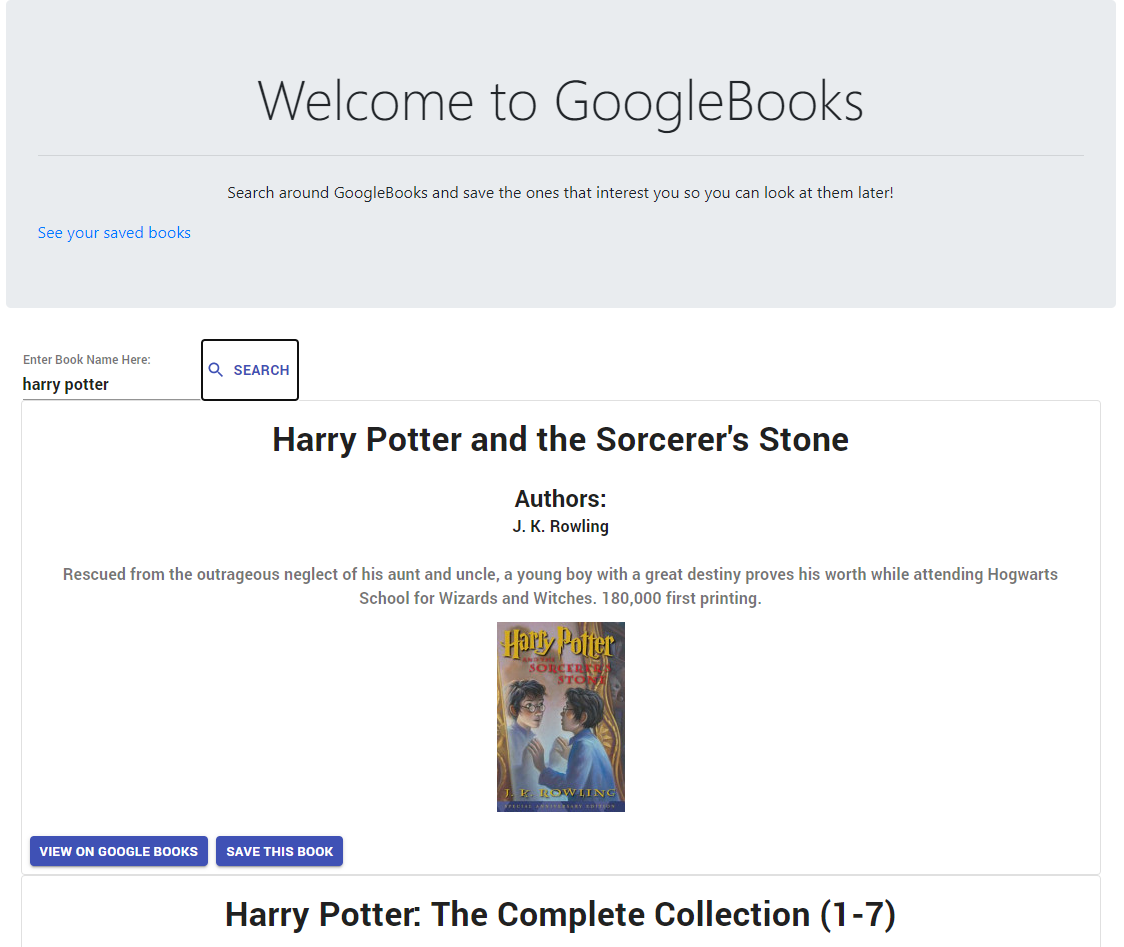 Welcome to GoogleBooks
Search around GoogleBooks and save the ones that interest you so you can look at them later!
See your saved books
Enter Book Name Here:
harry potter
SEARCH
Harry Potter and the Sorcerer's Stone
Authors:
J. K. Rowling
Rescued from the outrageous neglect of his aunt and uncle, a young boy with a great destiny proves his worth while attending Hogwarts
School for Wizards and Witches. 180,000 first printing.
Harry Potter
AND THE
SORCERER'S
STONE
J. K. ROWLING
SPECIAL ANNIVERSARY EDITION
VIEW ON GOOGLE BOOKS
SAVE THIS BOOK
Harry Potter: The Complete Collection (1-7)